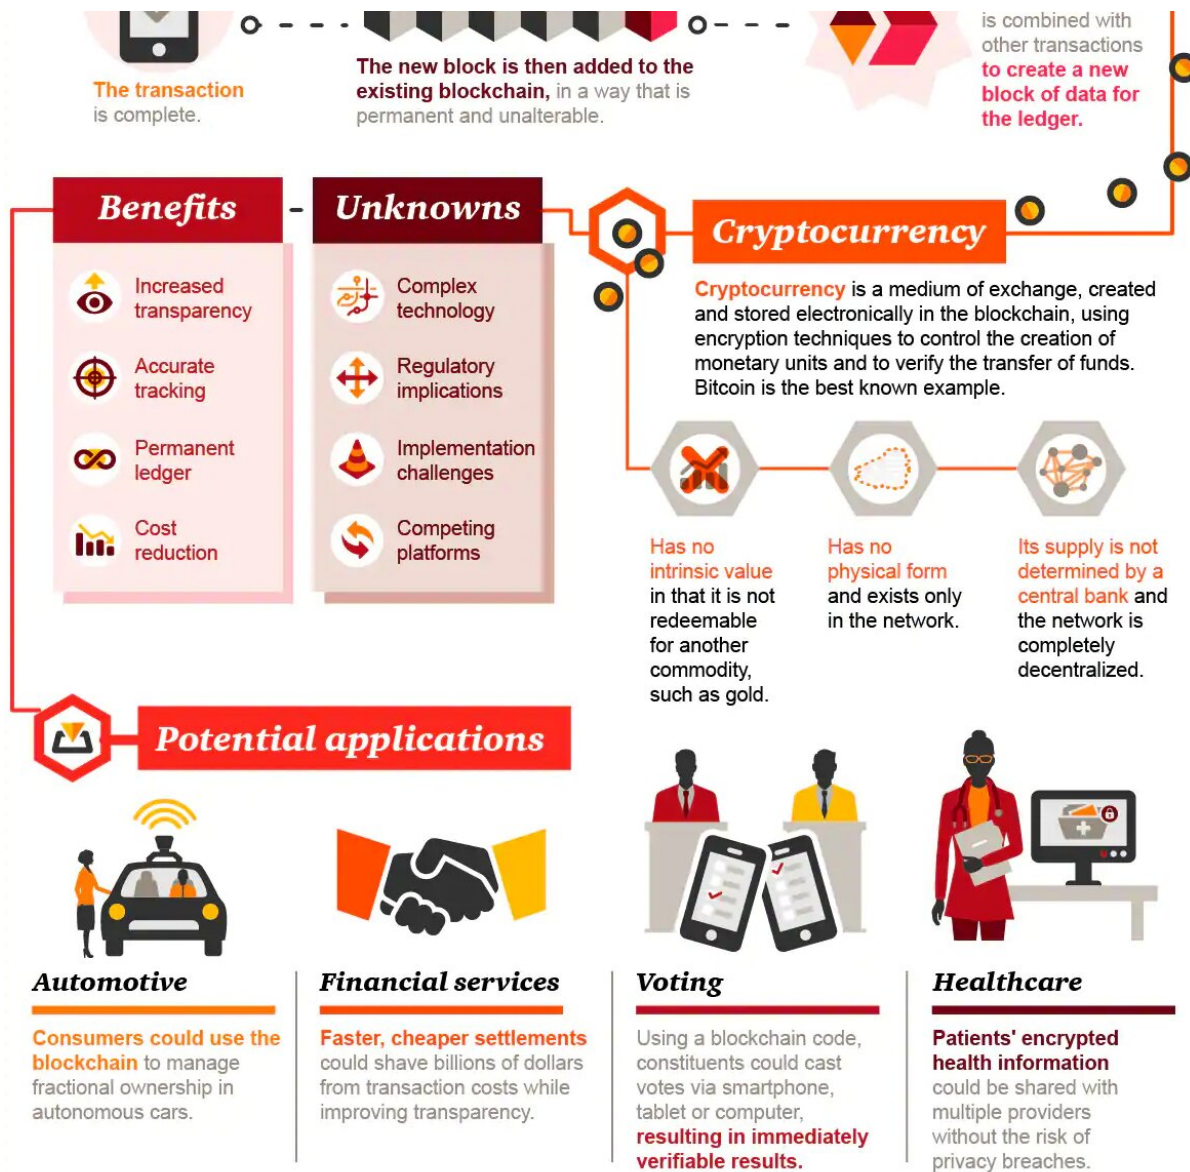 is combined with
other transactions
to create a new
block of data for
the ledger.
The new block is then added to the
existing blockchain, in a way that is
permanent and unalterable.
The transaction
is complete.
Benefits
Increased
transparency
Accurate
tracking
Permanent
ledger
Cost
reduction
Unknowns
Complex
technology
Regulatory
implications
Implementation
challenges
Competing
platforms
Cryptocurrency
Cryptocurrency is a medium of exchange, created
and stored electronically in the blockchain, using
encryption techniques to control the creation of
monetary units and to verify the transfer of funds.
Bitcoin is the best known example.
Has no
intrinsic value
in that it is not
redeemable
for another
commodity,
such as gold.
Has no
physical form
and exists only
in the network.
Its supply is not
determined by a
central bank and
the network is
completely
decentralized.
Potential applications
Automotive
Consumers could use the
blockchain to manage
fractional ownership in
autonomous cars.
Financial services
Faster, cheaper settlements
could shave billions of dollars
from transaction costs while
improving transparency.
Voting
Using a blockchain code,
constituents could cast
votes via smartphone,
tablet or computer,
resulting in immediately
verifiable results.
Healthcare
Patients' encrypted
health information
could be shared with
multiple providers
without the risk of
privacy breaches.